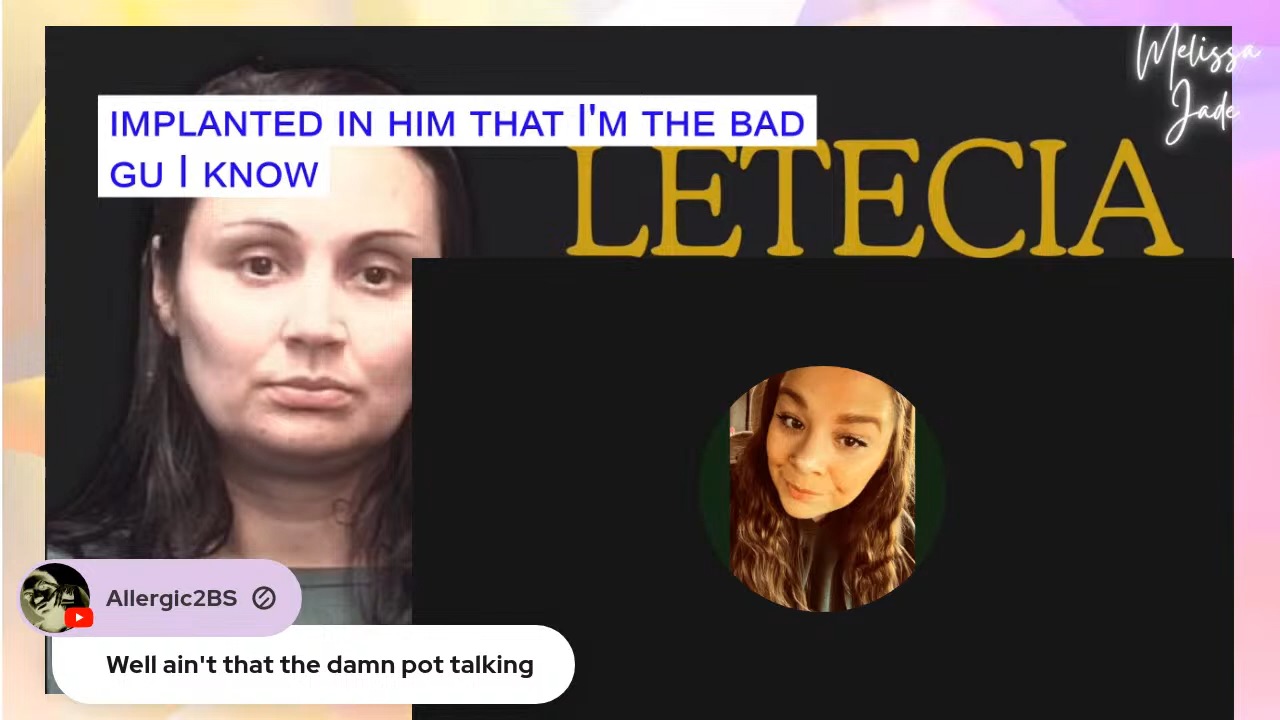 Melissa
Jade
IMPLANTED IN HIM THAT I'M THE BAD
GU I KNOW
LETECIA
Allergic2BS
Well ain't that the damn pot talking